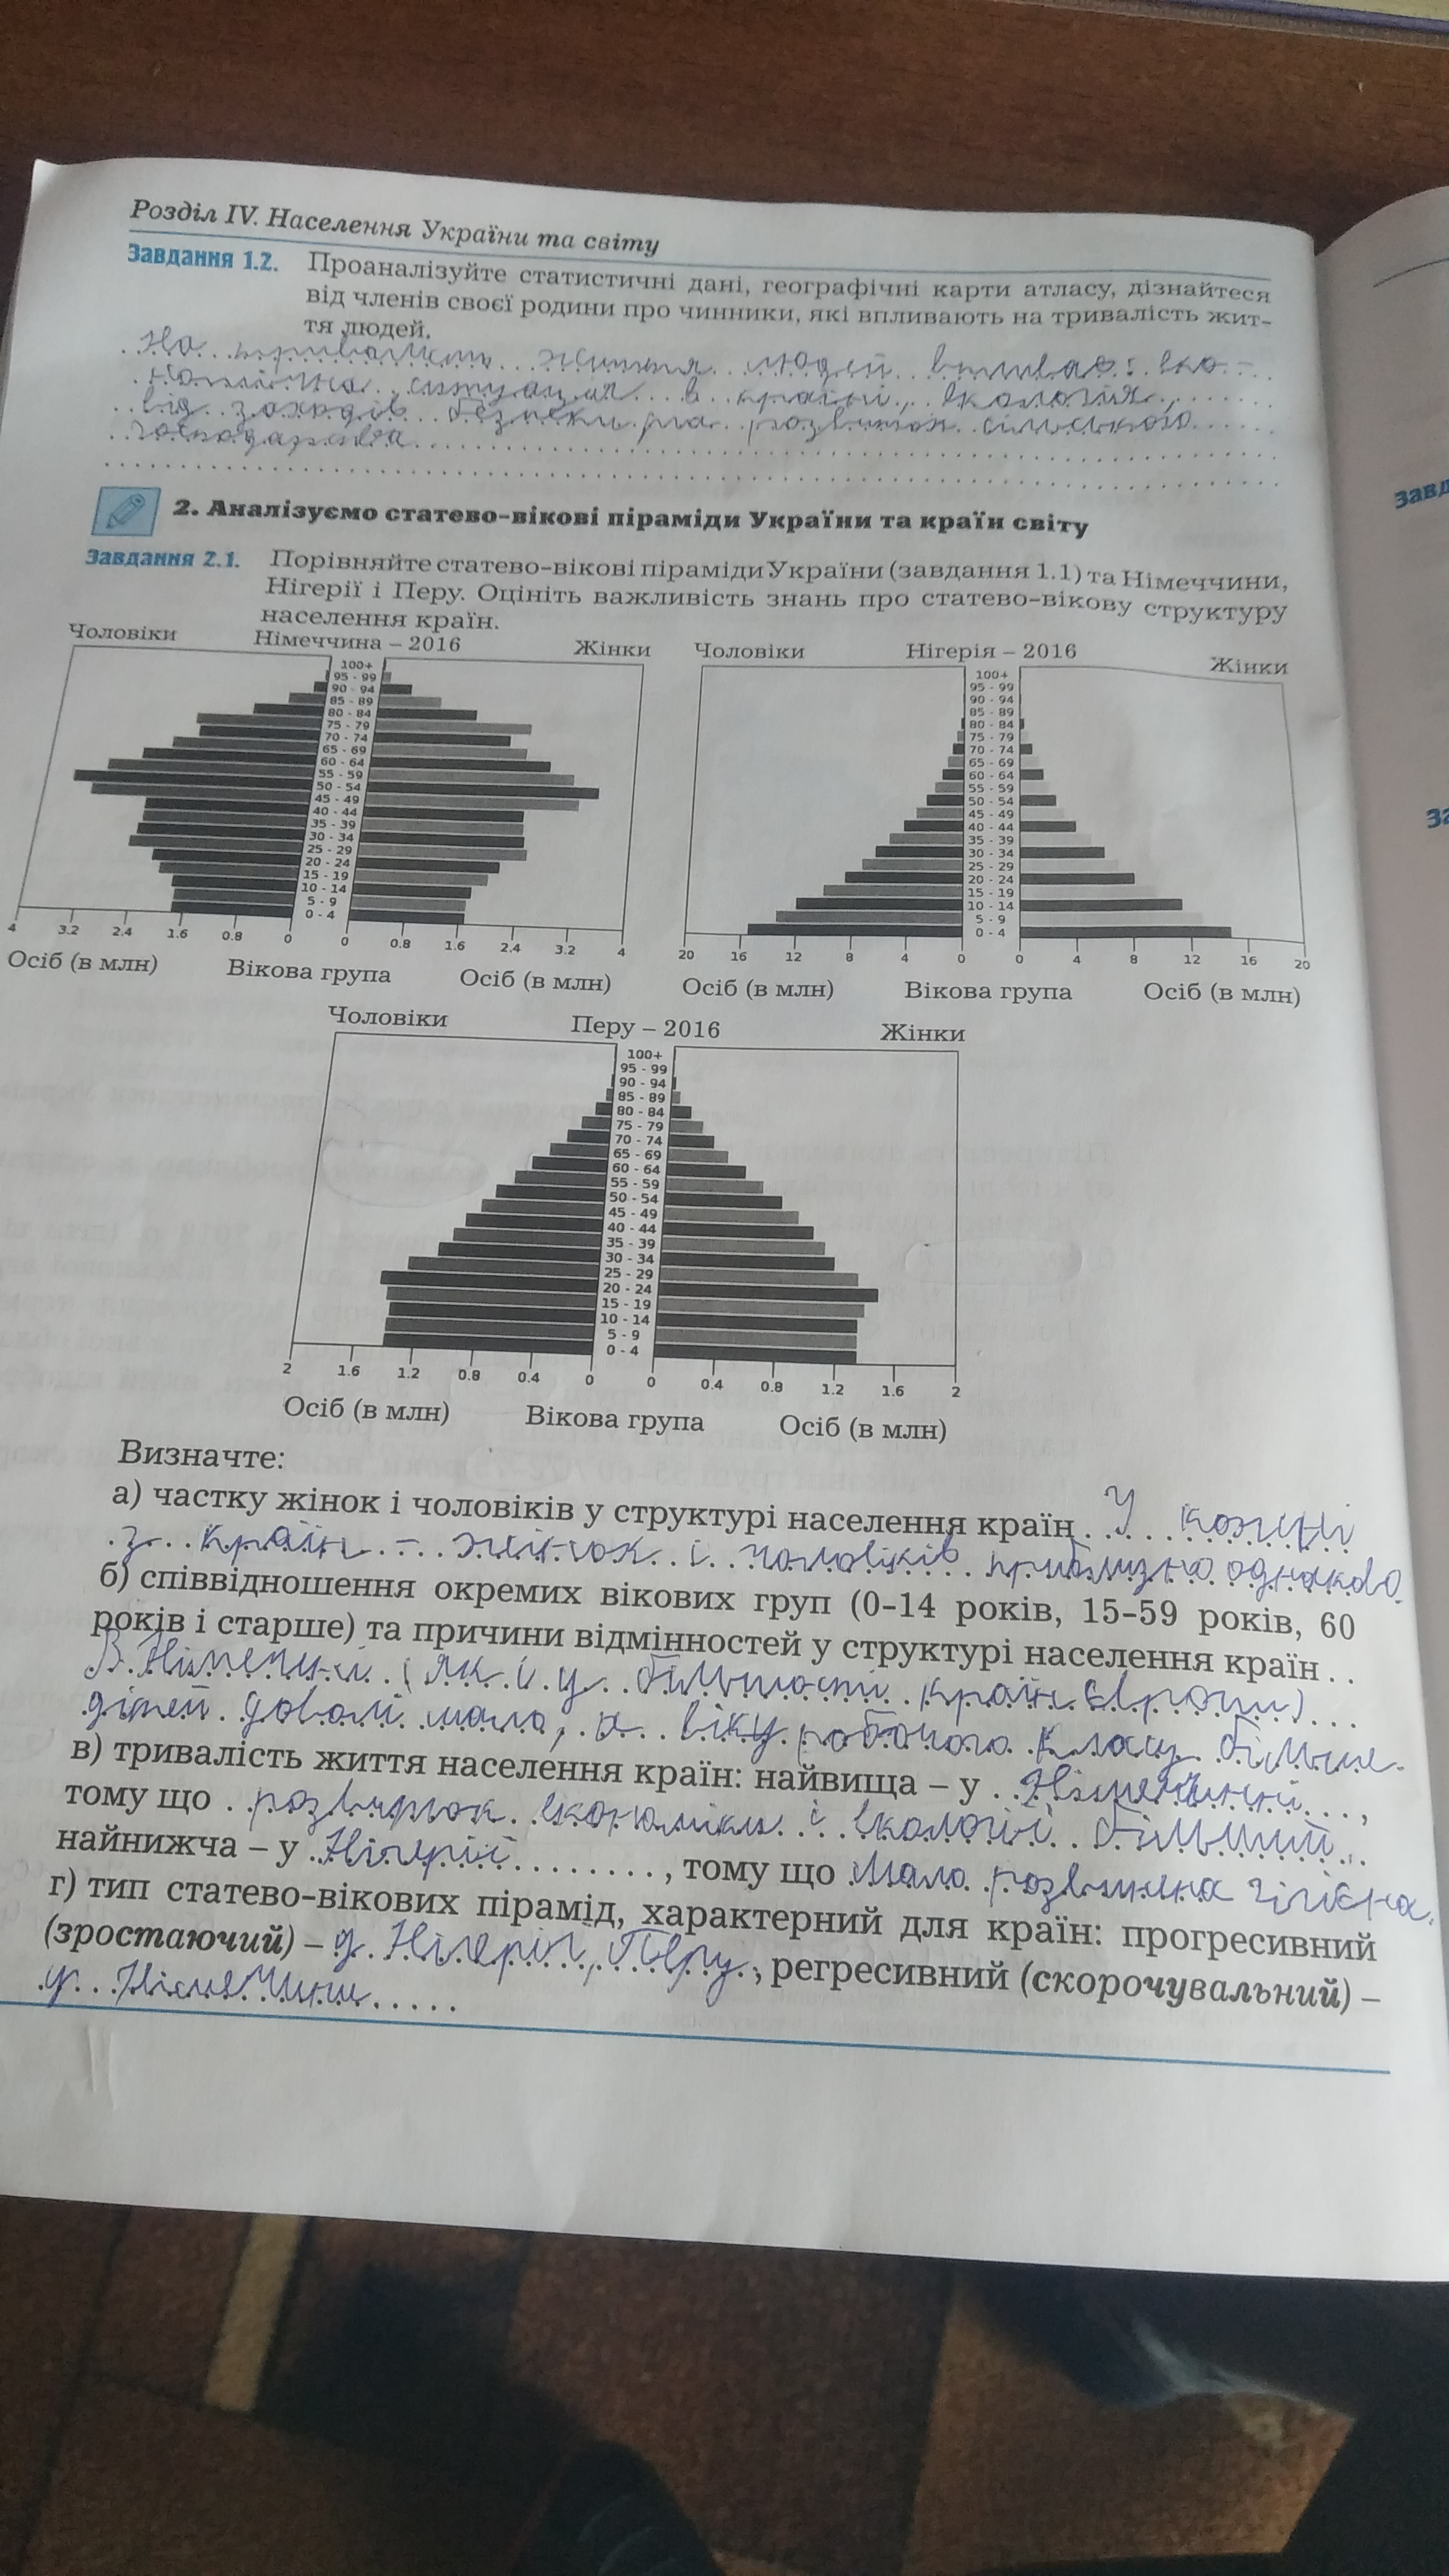 Розділ IV. Населення України та світу
Завдання 1.2. Проаналізуйте статистичні дані, географічні карти атласу, дізнайтеся
від членів своєї родини про чинники, які впливають на тривалість жит-
тя людей.
На тривалість життя людей впливає: еко-
номічна ситуація в країні, екологія,
від заходів безпеки, та розвиток сільського
господарства
2. Аналізуємо статево-вікові піраміди України та країн світу
Завдання 2.1. Порівняйте статево-вікові піраміди України (завдання 1.1) та Німеччини,
Нігерії і Перу. Оцініть важливість знань про статево-вікову структуру
населення країн.
Чоловіки Німеччина – 2016 Жінки
100+
95 - 99
90 - 94
85 - 89
80 - 84
75 - 79
70 - 74
65 - 69
60 - 64
55 - 59
50 - 54
45 - 49
40 - 44
35 - 39
30 - 34
25 - 29
20 - 24
15 - 19
10 - 14
5 - 9
0 - 4
4 3.2 2.4 1.6 0.8 0 0 0.8 1.6 2.4 3.2 4
Осіб (в млн) Вікова група Осіб (в млн)
Чоловіки Нігерія – 2016 Жінки
100+
95 - 99
90 - 94
85 - 89
80 - 84
75 - 79
70 - 74
65 - 69
60 - 64
55 - 59
50 - 54
45 - 49
40 - 44
35 - 39
30 - 34
25 - 29
20 - 24
15 - 19
10 - 14
5 - 9
0 - 4
20 16 12 8 4 0 0 4 8 12 16 20
Осіб (в млн) Вікова група Осіб (в млн)
Чоловіки Перу – 2016 Жінки
100+
95 - 99
90 - 94
85 - 89
80 - 84
75 - 79
70 - 74
65 - 69
60 - 64
55 - 59
50 - 54
45 - 49
40 - 44
35 - 39
30 - 34
25 - 29
20 - 24
15 - 19
10 - 14
5 - 9
0 - 4
2 1.6 1.2 0.8 0.4 0 0 0.4 0.8 1.2 1.6 2
Осіб (в млн) Вікова група Осіб (в млн)
Визначте:
а) частку жінок і чоловіків у структурі населення країн У кожній
з країн – жінок і чоловіків приблизно однаково.
б) співвідношення окремих вікових груп (0–14 років, 15–59 років, 60
років і старше) та причини відмінностей у структурі населення країн
В Німеччині (як і у більшості країн Європи)
дітей доволі мало, а віку робочого класу більше.
в) тривалість життя населення країн: найвища – у Німеччині,
тому що розвиток економіки і екології більший
найнижча – у Нігерії, тому що мало розвинена гігієна.
г) тип статево-вікових пірамід, характерний для країн: прогресивний
(зростаючий) – у Нігерії, Перу, регресивний (скорочувальний) –
у Німеччини
Завд
За